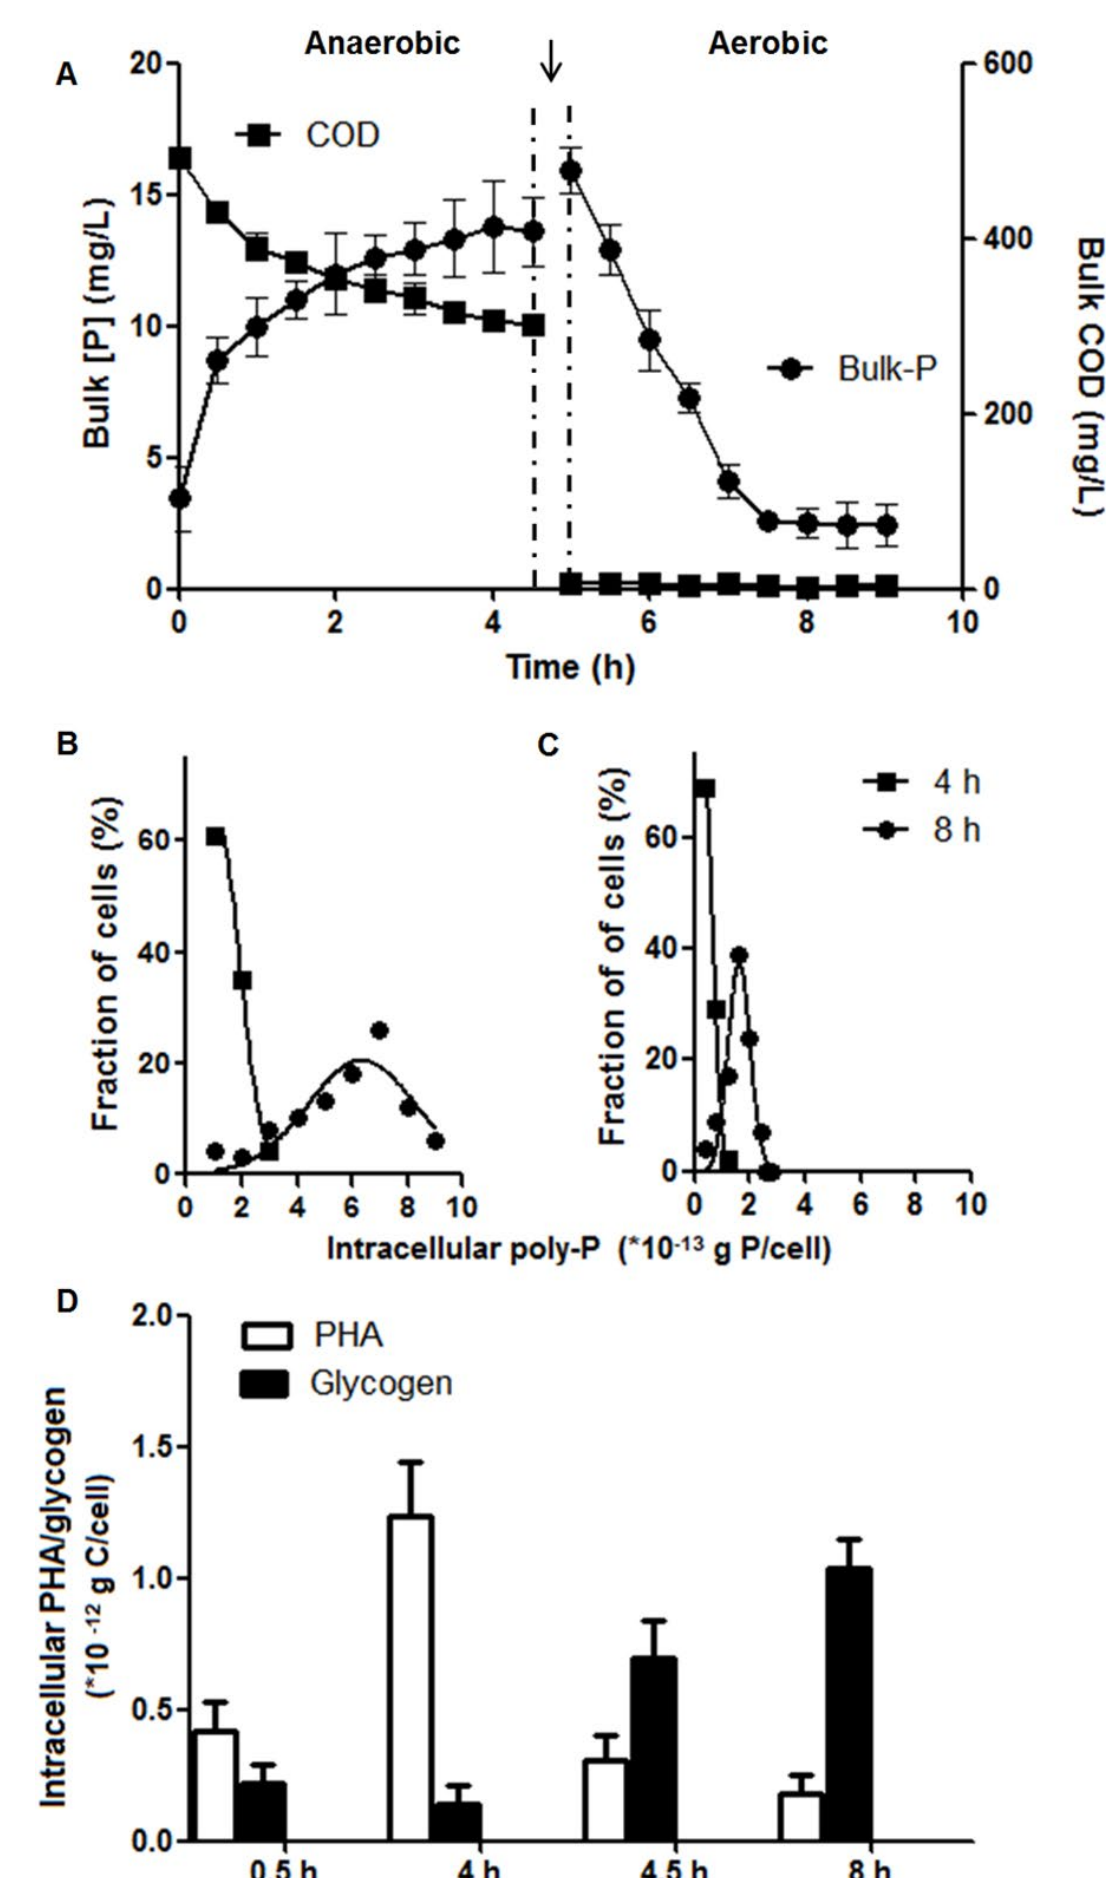 Anaerobic
Aerobic
A
20
600
COD
15
400
Bulk [P] (mg/L)
Bulk COD (mg/L)
10
Bulk-P
200
5
0
0
0 2 4 6 8 10
Time (h)
B
C
4 h
8 h
Fraction of cells (%)
60
40
20
0
0 2 4 6 8 10
Fraction of of cells (%)
60
40
20
0
0 2 4 6 8 10
Intracellular poly-P (*10-13 g P/cell)
D
2.0
PHA
Glycogen
1.5
Intracellular PHA/glycogen
(*10 -12 g C/cell)
1.0
0.5
0.0
0.5 h 4 h 4.5 h 8 h